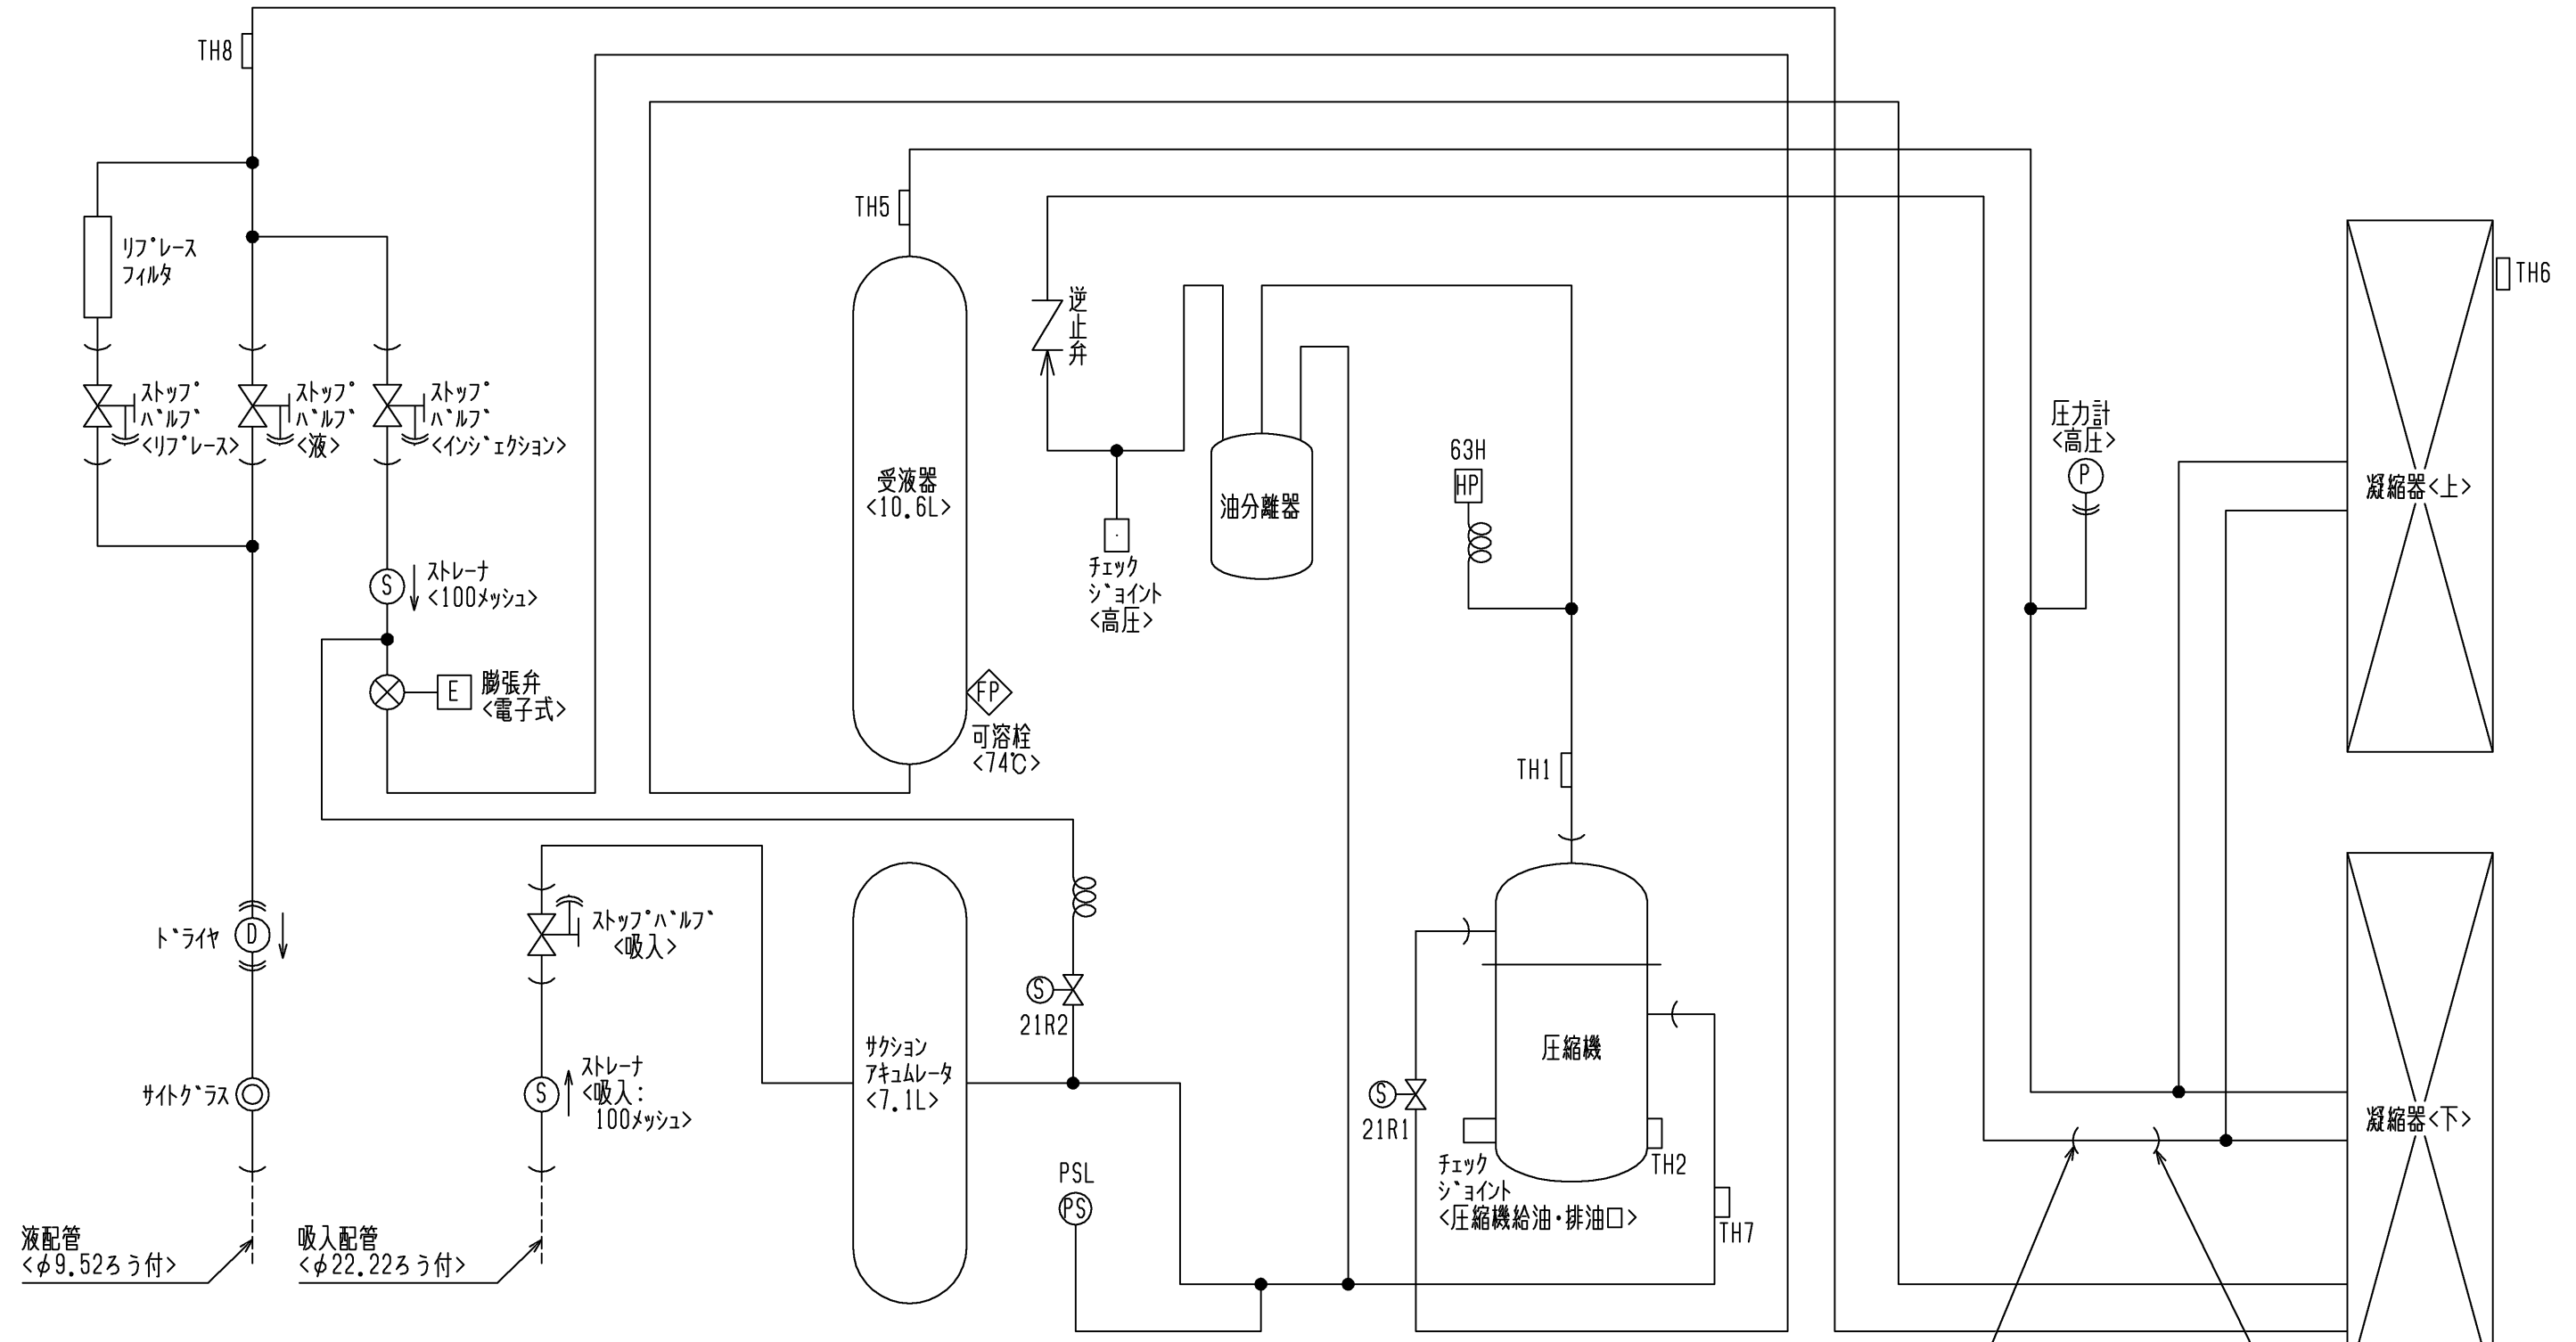 TH8
リプレース
フィルタ
ストップ
バルブ
<リプレース>
ストップ
バルブ
<液>
ストップ
バルブ
<インジェクション>
S
ストレーナ
<100メッシュ>
E
膨張弁
<電子式>
D
ドライヤ
サイトグラス
液配管
<φ9.52ろう付>
ストップバルブ
<吸入>
S
ストレーナ
<吸入:
100メッシュ>
吸入配管
<φ22.22ろう付>
TH5
受液器
<10.6L>
FP
可溶栓
<74℃>
逆止弁
チェック
ジョイント
<高圧>
油分離器
63H
HP
TH1
サクション
アキュムレータ
<7.1L>
S
21R2
PSL
PS
圧縮機
S
21R1
チェック
ジョイント
<圧縮機給油・排油口>
TH2
TH7
圧力計
<高圧>
P
凝縮器<上>
TH6
凝縮器<下>